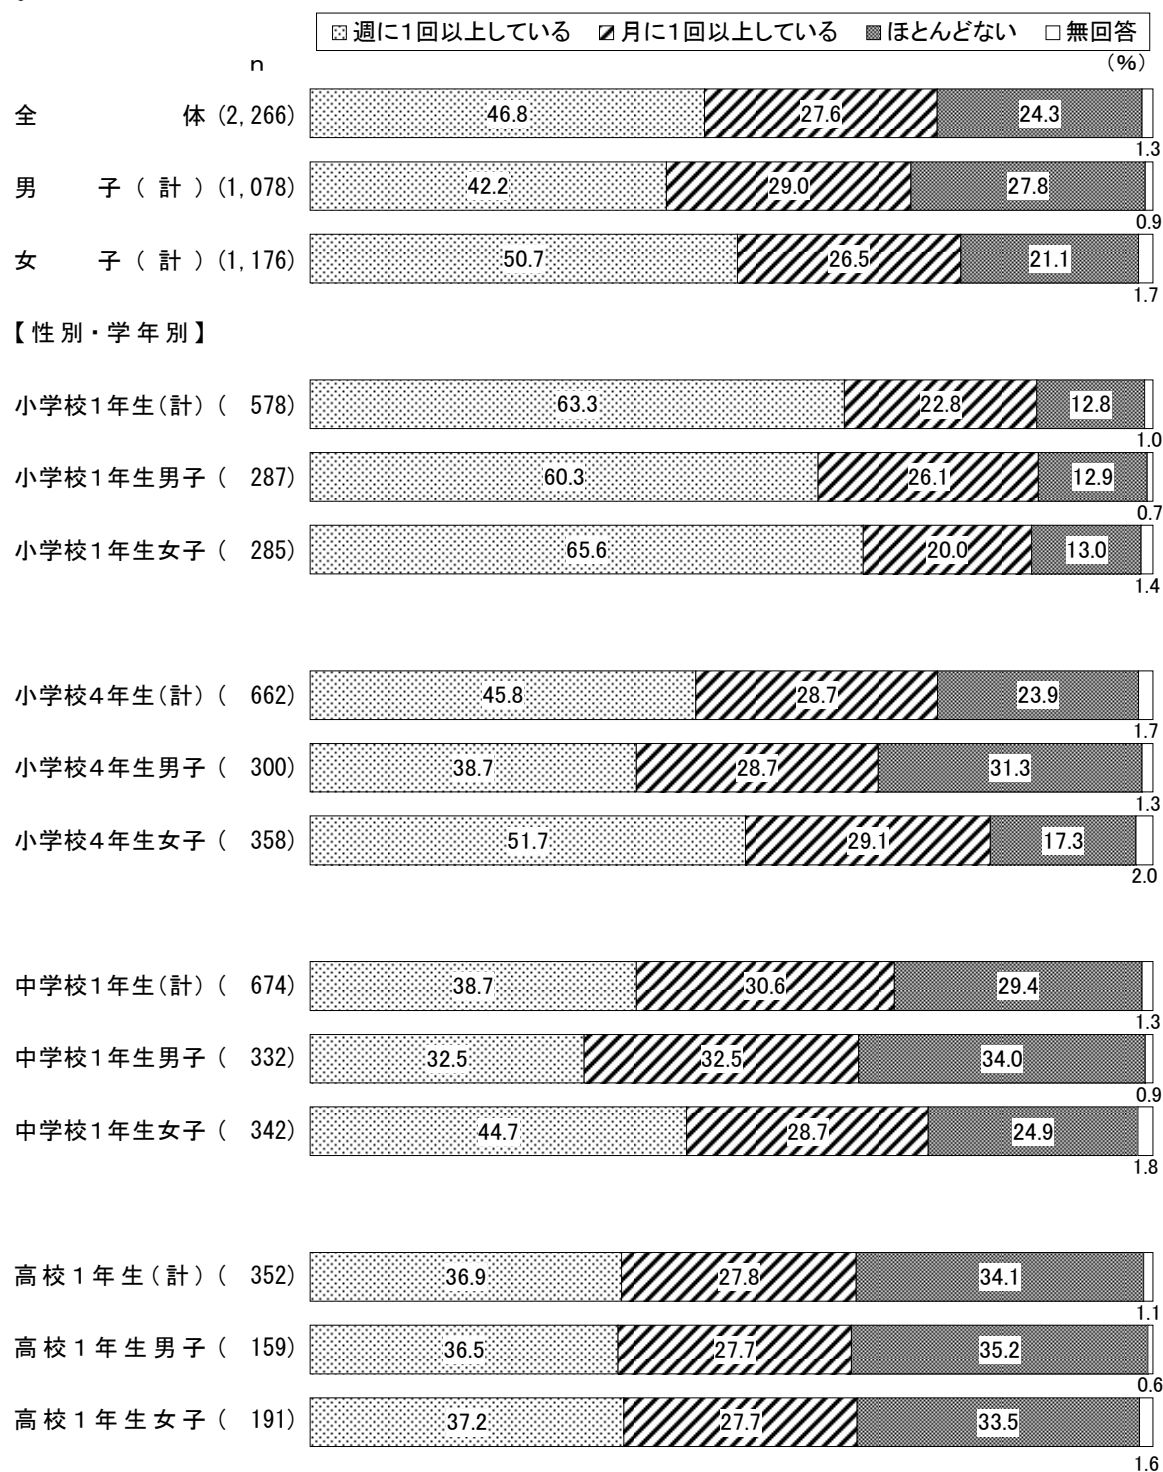 週に1回以上している 月に1回以上している ほとんどない 無回答
n (%)
全体 (2,266) 46.8 27.6 24.3
1.3
男子(計) (1,078) 42.2 29.0 27.8
0.9
女子(計) (1,176) 50.7 26.5 21.1
1.7
【性別・学年別】
小学校1年生(計) ( 578) 63.3 22.8 12.8
1.0
小学校1年生男子 ( 287) 60.3 26.1 12.9
0.7
小学校1年生女子 ( 285) 65.6 20.0 13.0
1.4
小学校4年生(計) ( 662) 45.8 28.7 23.9
1.7
小学校4年生男子 ( 300) 38.7 28.7 31.3
1.3
小学校4年生女子 ( 358) 51.7 29.1 17.3
2.0
中学校1年生(計) ( 674) 38.7 30.6 29.4
1.3
中学校1年生男子 ( 332) 32.5 32.5 34.0
0.9
中学校1年生女子 ( 342) 44.7 28.7 24.9
1.8
高校1年生(計) ( 352) 36.9 27.8 34.1
1.1
高校1年生男子 ( 159) 36.5 27.7 35.2
0.6
高校1年生女子 ( 191) 37.2 27.7 33.5
1.6